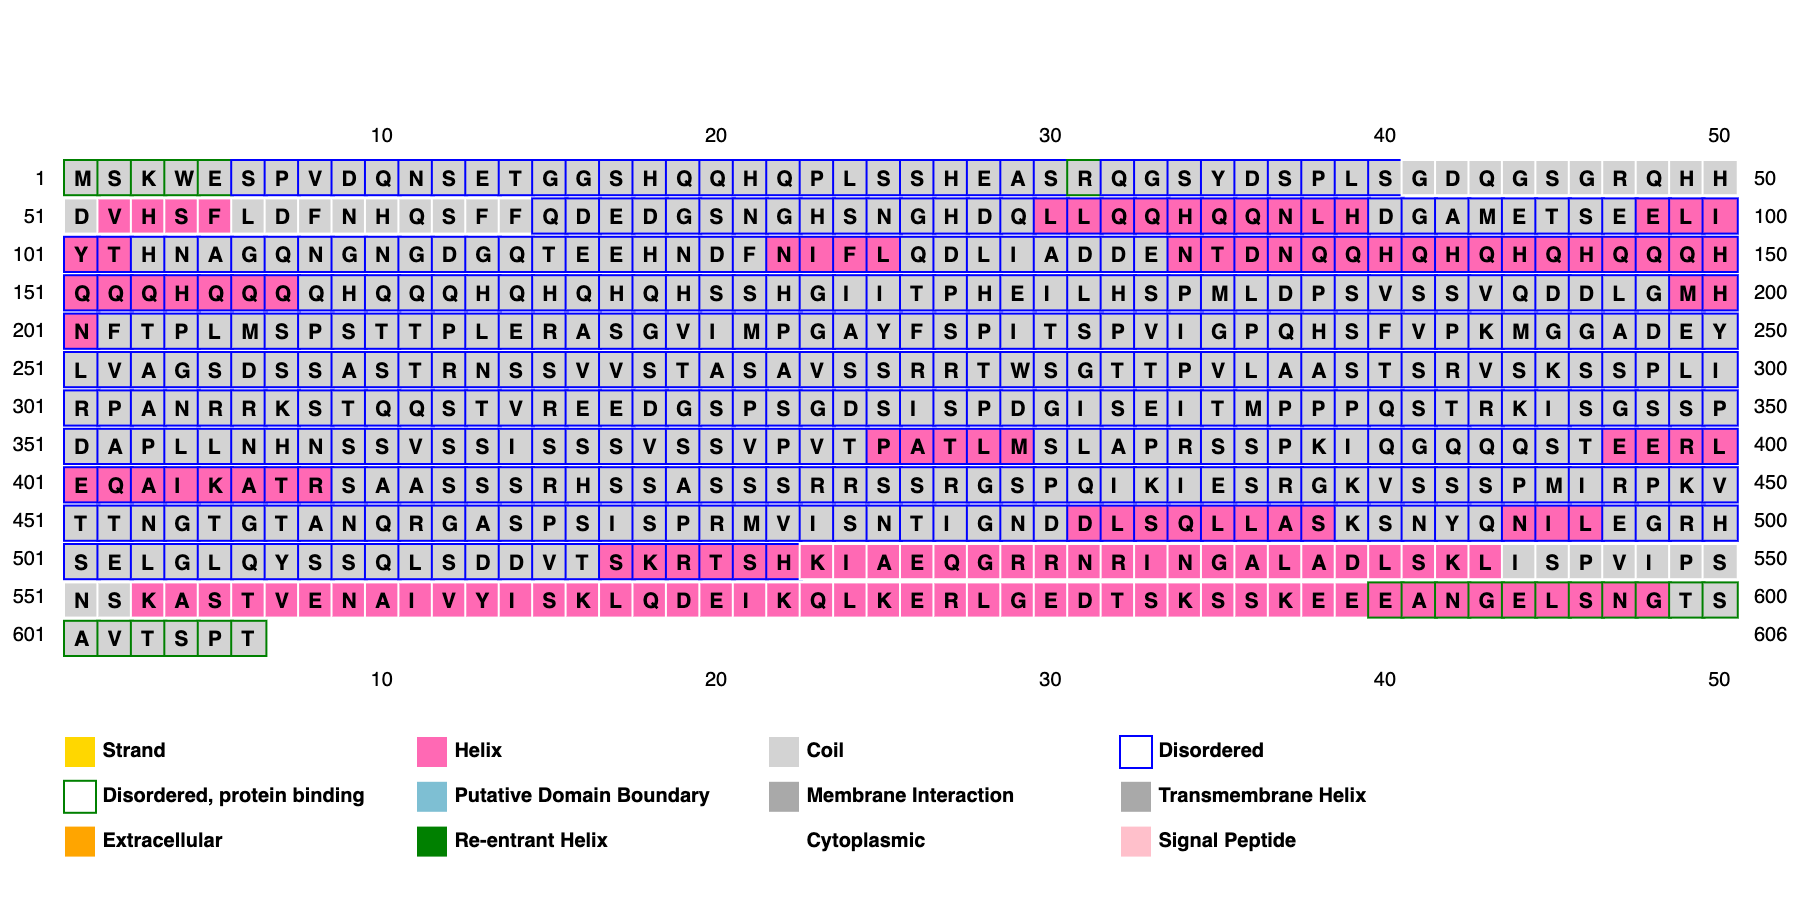 10 20 30 40 50
1 M S K W E S P V D Q N S E T G G S H Q Q H Q P L S S H E A S R Q G S Y D S P L S G D Q G S G R Q H H 50
51 D V H S F L D F N H Q S F F Q D E D G S N G H S N G H D Q L L Q Q H Q Q N L H D G A M E T S E E L I 100
101 Y T H N A G Q N G N G D G Q T E E H N D F N I F L Q D L I A D D E N T D N Q Q H Q H Q H Q H Q Q Q H 150
151 Q Q Q H Q Q Q Q H Q Q Q H Q H Q H Q H S S H G I I T P H E I L H S P M L D P S V S S V Q D D L G M H 200
201 N F T P L M S P S T T P L E R A S G V I M P G A Y F S P I T S P V I G P Q H S F V P K M G G A D E Y 250
251 L V A G S D S S A S T R N S S V V S T A S A V S S R R T W S G T T P V L A A S T S R V S K S S P L I 300
301 R P A N R R K S T Q Q S T V R E E D G S P S G D S I S P D G I S E I T M P P P Q S T R K I S G S S P 350
351 D A P L L N H N S S V S S I S S S V S S V P V T P A T L M S L A P R S S P K I Q G Q Q Q S T E E R L 400
401 E Q A I K A T R S A A S S S R H S S A S S S R R S S R G S P Q I K I E S R G K V S S S P M I R P K V 450
451 T T N G T G T A N Q R G A S P S I S P R M V I S N T I G N D D L S Q L L A S K S N Y Q N I L E G R H 500
501 S E L G L Q Y S S Q L S D D V T S K R T S H K I A E Q G R R N R I N G A L A D L S K L I S P V I P S 550
551 N S K A S T V E N A I V Y I S K L Q D E I K Q L K E R L G E D T S K S S K E E E A N G E L S N G T S 600
601 A V T S P T 606
10 20 30 40 50
Strand Helix Coil Disordered
Disordered, protein binding Putative Domain Boundary Membrane Interaction Transmembrane Helix
Extracellular Re-entrant Helix Cytoplasmic Signal Peptide